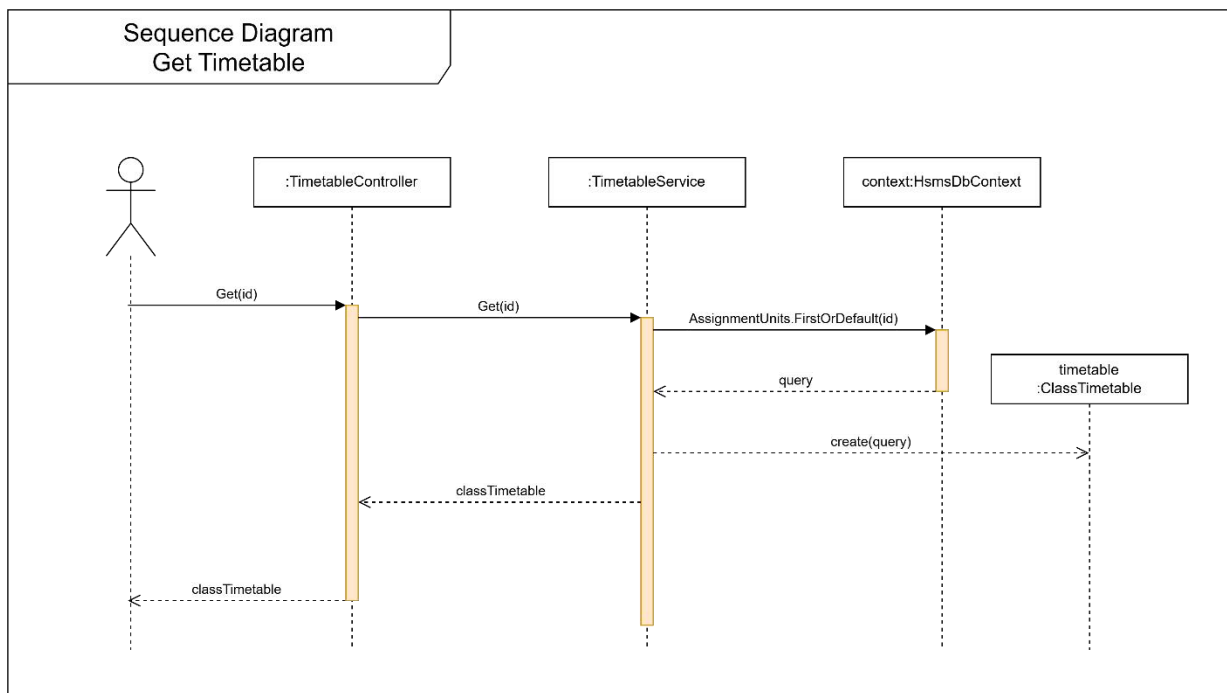 Sequence Diagram
Get Timetable
:TimetableController
:TimetableService
context:HsmsDbContext
Get(id)
Get(id)
AssignmentUnits.FirstOrDefault(id)
timetable
:ClassTimetable
query
create(query)
classTimetable
classTimetable